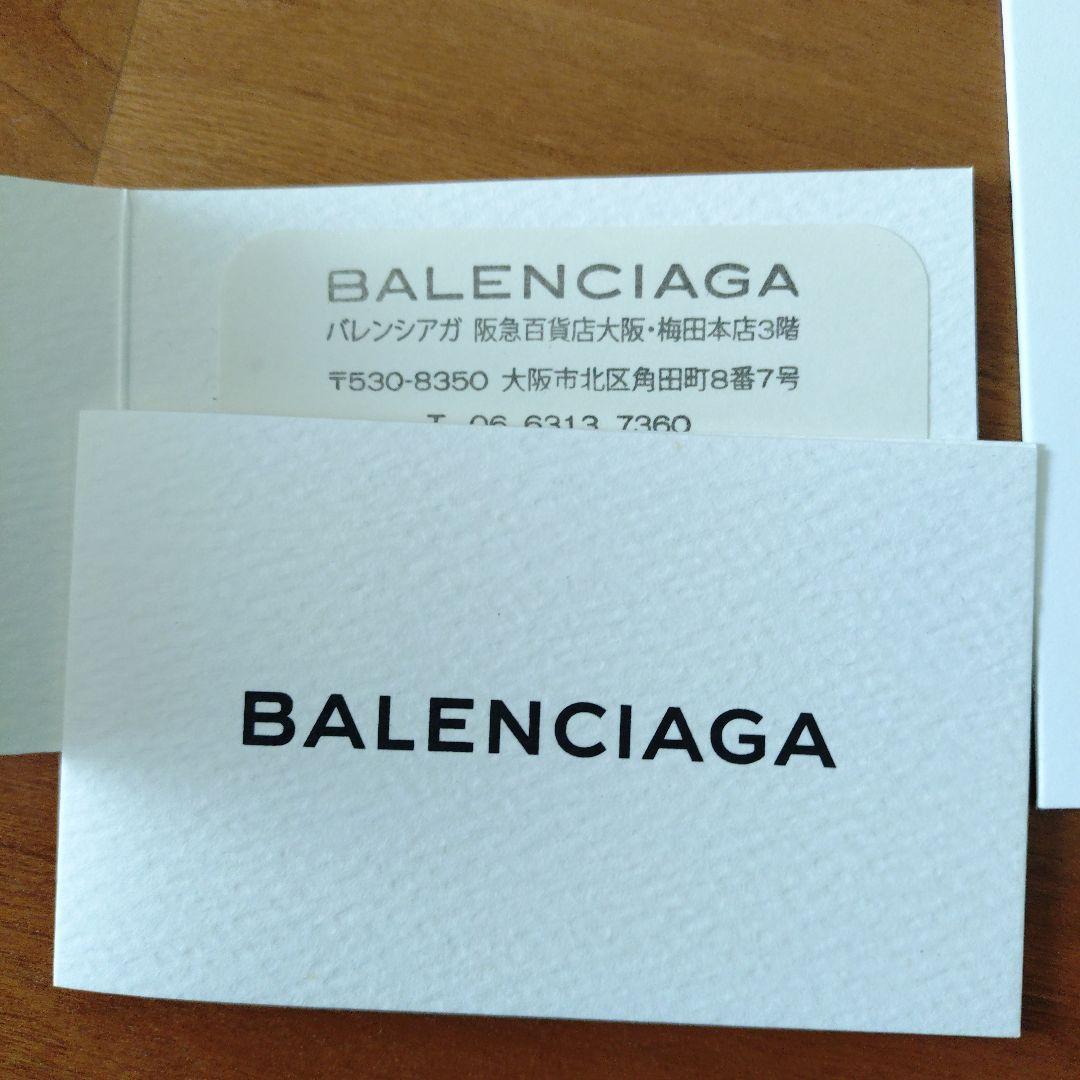 BALENCIAGA
バレンシアガ 阪急百貨店大阪・梅田本店3階
〒530-8350 大阪市北区角田町8番7号
T 06 6313 7360
BALENCIAGA